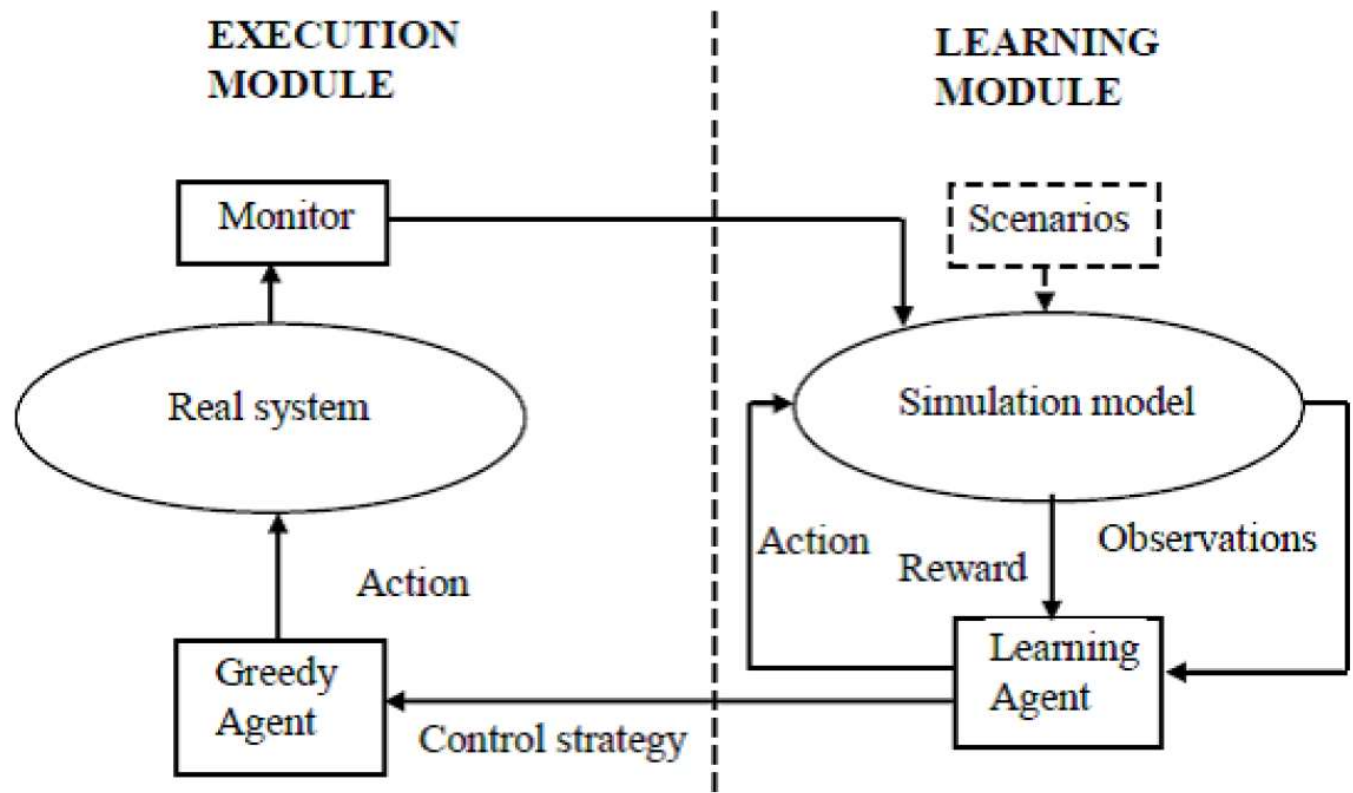 EXECUTION
MODULE
LEARNING
MODULE
Monitor
Scenarios
Real system
Simulation model
Action
Action
Reward
Observations
Greedy
Agent
Learning
Agent
Control strategy